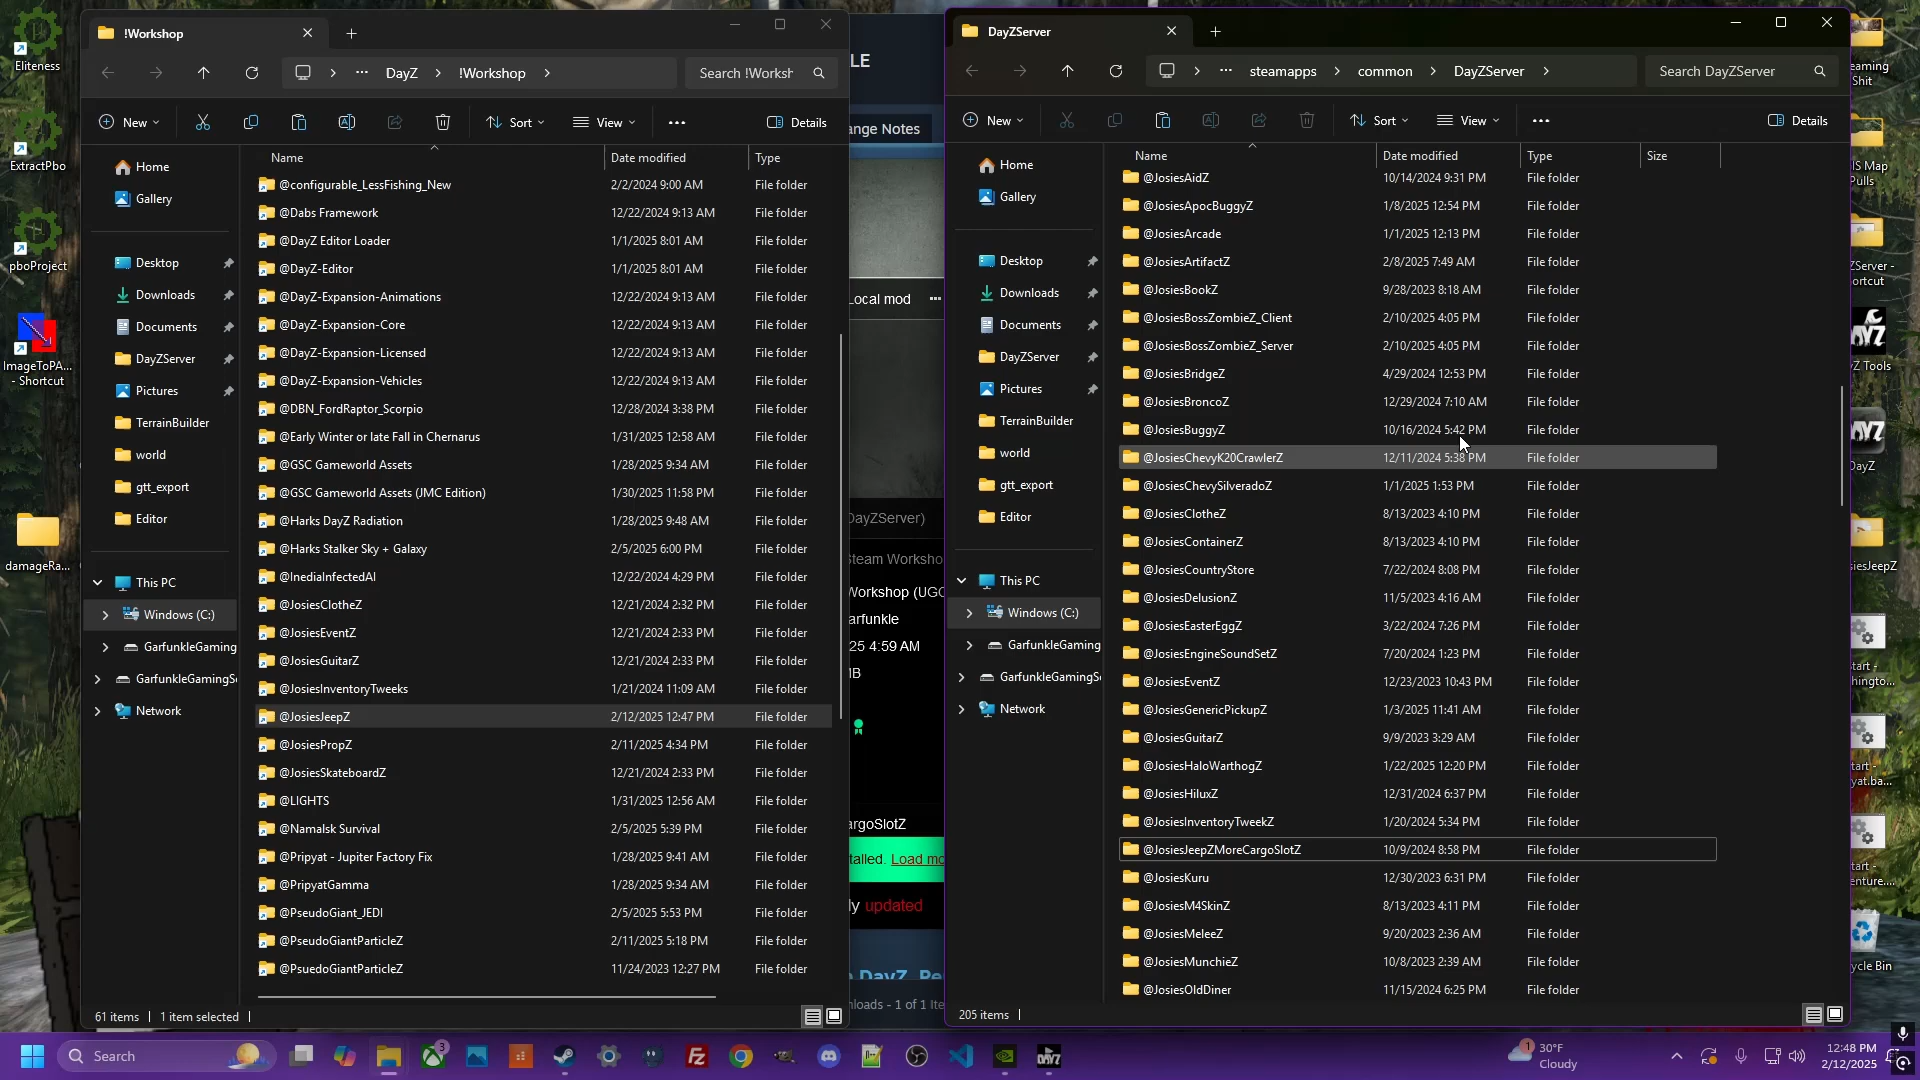 Eliteness
ExtractPbo
pboProject
ImageToPA...
- Shortcut
damageRa...
!Workshop
DayZ
!Workshop
Search !Worksh
New
Sort
View
Details
Name
Date modified
Type
Home
Gallery
Desktop
Downloads
Documents
DayZServer
Pictures
TerrainBuilder
world
gtt_export
Editor
This PC
Windows (C:)
GarfunkleGaming
GarfunkleGamingSe
Network
@configurable_LessFishing_New 2/2/2024 9:00 AM File folder
@Dabs Framework 12/22/2024 9:13 AM File folder
@DayZ Editor Loader 1/1/2025 8:01 AM File folder
@DayZ-Editor 1/1/2025 8:01 AM File folder
@DayZ-Expansion-Animations 12/22/2024 9:13 AM File folder
@DayZ-Expansion-Core 12/22/2024 9:13 AM File folder
@DayZ-Expansion-Licensed 12/22/2024 9:13 AM File folder
@DayZ-Expansion-Vehicles 12/22/2024 9:13 AM File folder
@DBN_FordRaptor_Scorpio 12/28/2024 3:38 PM File folder
@Early Winter or late Fall in Chernarus 1/31/2025 12:58 AM File folder
@GSC Gameworld Assets 1/28/2025 9:34 AM File folder
@GSC Gameworld Assets (JMC Edition) 1/30/2025 11:58 PM File folder
@Harks DayZ Radiation 1/28/2025 9:48 AM File folder
@Harks Stalker Sky + Galaxy 2/5/2025 6:00 PM File folder
@InediaInfectedAI 12/22/2024 4:29 PM File folder
@JosiesClotheZ 12/21/2024 2:32 PM File folder
@JosiesEventZ 12/21/2024 2:33 PM File folder
@JosiesGuitarZ 12/21/2024 2:33 PM File folder
@JosiesInventoryTweeks 1/21/2024 11:09 AM File folder
@JosiesJeepZ 2/12/2025 12:47 PM File folder
@JosiesPropZ 2/11/2025 4:34 PM File folder
@JosiesSkateboardZ 12/21/2024 2:33 PM File folder
@LIGHTS 1/31/2025 12:56 AM File folder
@Namalsk Survival 2/5/2025 5:39 PM File folder
@Pripyat - Jupiter Factory Fix 1/28/2025 9:41 AM File folder
@PripyatGamma 1/28/2025 9:34 AM File folder
@PseudoGiant_JEDI 2/5/2025 5:53 PM File folder
@PseudoGiantParticleZ 2/11/2025 5:18 PM File folder
@PsuedoGiantParticleZ 11/24/2023 12:27 PM File folder
61 items
1 item selected
LE
ange Notes
Local mod
DayZServer)
Steam Worksho
Workshop (UGC
arfunkle
25 4:59 AM
IB
argoSlotZ
talled. Load mo
ly updated
DayZ, Pe
nloads - 1 of 1 Ite
DayZServer
steamapps
common
DayZServer
Search DayZServer
New
Sort
View
Details
Name
Date modified
Type
Size
Home
Gallery
Desktop
Downloads
Documents
DayZServer
Pictures
TerrainBuilder
world
gtt_export
Editor
This PC
Windows (C:)
GarfunkleGaming
GarfunkleGamingSe
Network
@JosiesAidZ 10/14/2024 9:31 PM File folder
@JosiesApocBuggyZ 1/8/2025 12:54 PM File folder
@JosiesArcade 1/1/2025 12:13 PM File folder
@JosiesArtifactZ 2/8/2025 7:49 AM File folder
@JosiesBookZ 9/28/2023 8:18 AM File folder
@JosiesBossZombieZ_Client 2/10/2025 4:05 PM File folder
@JosiesBossZombieZ_Server 2/10/2025 4:05 PM File folder
@JosiesBridgeZ 4/29/2024 12:53 PM File folder
@JosiesBroncoZ 12/29/2024 7:10 AM File folder
@JosiesBuggyZ 10/16/2024 5:42 PM File folder
@JosiesChevyK20CrawlerZ 12/11/2024 5:38 PM File folder
@JosiesChevySilveradoZ 1/1/2025 1:53 PM File folder
@JosiesClotheZ 8/13/2023 4:10 PM File folder
@JosiesContainerZ 8/13/2023 4:10 PM File folder
@JosiesCountryStore 7/22/2024 8:08 PM File folder
@JosiesDelusionZ 11/5/2023 4:16 AM File folder
@JosiesEasterEggZ 3/22/2024 7:26 PM File folder
@JosiesEngineSoundSetZ 7/20/2024 1:23 PM File folder
@JosiesEventZ 12/23/2023 10:43 PM File folder
@JosiesGenericPickupZ 1/3/2025 11:41 AM File folder
@JosiesGuitarZ 9/9/2023 3:29 AM File folder
@JosiesHaloWarthogZ 1/22/2025 12:20 PM File folder
@JosiesHiluxZ 12/31/2024 6:37 PM File folder
@JosiesInventoryTweekZ 1/20/2024 5:34 PM File folder
@JosiesJeepZMoreCargoSlotZ 10/9/2024 8:58 PM File folder
@JosiesKuru 12/30/2023 6:31 PM File folder
@JosiesM4SkinZ 8/13/2023 4:11 PM File folder
@JosiesMeleeZ 9/20/2023 2:36 AM File folder
@JosiesMunchieZ 10/8/2023 2:39 AM File folder
@JosiesOldDiner 11/15/2024 6:25 PM File folder
205 items
eaming
Shit
IS Map
Pulls
ZServer -
ortcut
DAYZ
yZ Tools
DayZ
siesJeepZ
tart -
hingto...
tart -
yat.ba...
tart -
enture....
ycle Bin
Search
3
Fz
DAYZ
1
30°F
Cloudy
12:48 PM
2/12/2025